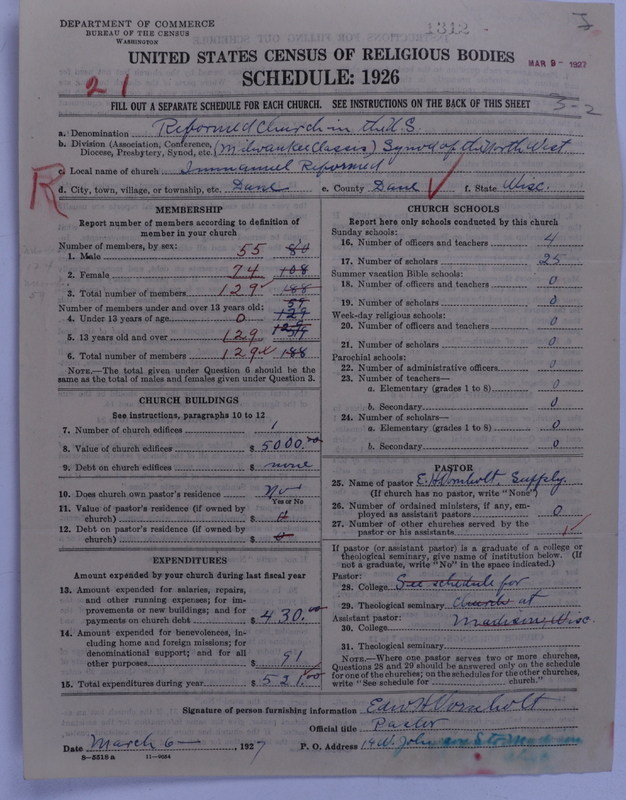 DEPARTMENT OF COMMERCE
BUREAU OF THE CENSUS
WASHINGTON
1312
MAR 9 - 1927
UNITED STATES CENSUS OF RELIGIOUS BODIES
SCHEDULE: 1926
21
FILL OUT A SEPARATE SCHEDULE FOR EACH CHURCH. SEE INSTRUCTIONS ON THE BACK OF THIS SHEET
3-2
a. Denomination Reformed Church in the U.S.
b. Division (Association, Conference, Diocese, Presbytery, Synod, etc.) (Milwaukee Classis) Synod of the North West
R
c. Local name of church Immanuel Reformed
d. City, town, village, or township, etc. Dane e. County Dane f. State Wisc.
MEMBERSHIP
Report number of members according to definition of
member in your church
Number of members, by sex:
1. Male 55 80
2. Female 74 108
3. Total number of members 129 188
Number of members under and over 13 years old:
4. Under 13 years of age 0
5. 13 years old and over 129
6. Total number of members 129 188
NOTE.—The total given under Question 6 should be
the same as the total of males and females given under Question 3.
CHURCH BUILDINGS
See instructions, paragraphs 10 to 12
7. Number of church edifices 1
8. Value of church edifices $ 5000.00
9. Debt on church edifices $ none
10. Does church own pastor's residence No
Yes or No
11. Value of pastor's residence (if owned by
church) $ 0
12. Debt on pastor's residence (if owned by
church) $ 0
EXPENDITURES
Amount expended by your church during last fiscal year
13. Amount expended for salaries, repairs,
and other running expenses; for im-
provements or new buildings; and for
payments on church debt $ 430.00
14. Amount expended for benevolences, in-
cluding home and foreign missions; for
denominational support; and for all
other purposes $ 91
15. Total expenditures during year $ 521.00
CHURCH SCHOOLS
Report here only schools conducted by this church
Sunday schools:
16. Number of officers and teachers 4
17. Number of scholars 25
Summer vacation Bible schools:
18. Number of officers and teachers 0
19. Number of scholars 0
Week-day religious schools:
20. Number of officers and teachers 0
21. Number of scholars 0
Parochial schools:
22. Number of administrative officers 0
23. Number of teachers—
a. Elementary (grades 1 to 8) 0
b. Secondary 0
24. Number of scholars—
a. Elementary (grades 1 to 8) 0
b. Secondary 0
PASTOR
25. Name of pastor E. H. Vornholt Supply
(If church has no pastor, write "None")
26. Number of ordained ministers, if any, em-
ployed as assistant pastors 0
27. Number of other churches served by the
pastor or his assistants 1
If pastor (or assistant pastor) is a graduate of a college or
theological seminary, give name of institution below. (If
not a graduate, write "No" in the space indicated.)
Pastor:
28. College See schedule for
29. Theological seminary Church at
Assistant pastor:
30. College Madison, Wisc.
31. Theological seminary
NOTE.—Where one pastor serves two or more churches,
Questions 28 and 29 should be answered only on the schedule
for one of the churches; on the schedules for the other churches,
write "See schedule for church."
Signature of person furnishing information Edw H Vornholt
Official title Pastor
Date March 6 — , 1927 P. O. Address 14 W. Johnson St Madison
8-5518 a 11-9054